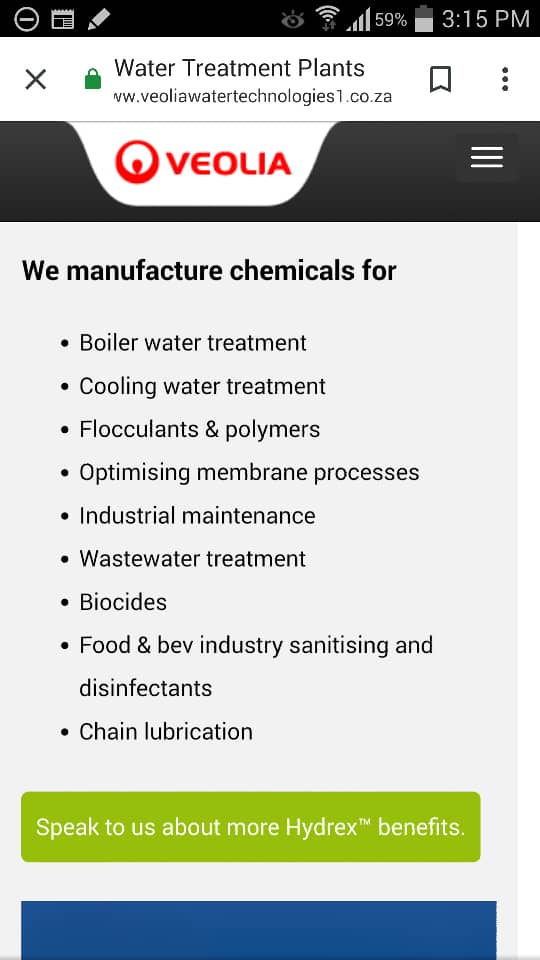 59% 3:15 PM
Water Treatment Plants
ww.veoliawatertechnologies1.co.za
VEOLIA
We manufacture chemicals for
• Boiler water treatment
• Cooling water treatment
• Flocculants & polymers
• Optimising membrane processes
• Industrial maintenance
• Wastewater treatment
• Biocides
• Food & bev industry sanitising and
disinfectants
• Chain lubrication
Speak to us about more Hydrex™ benefits.